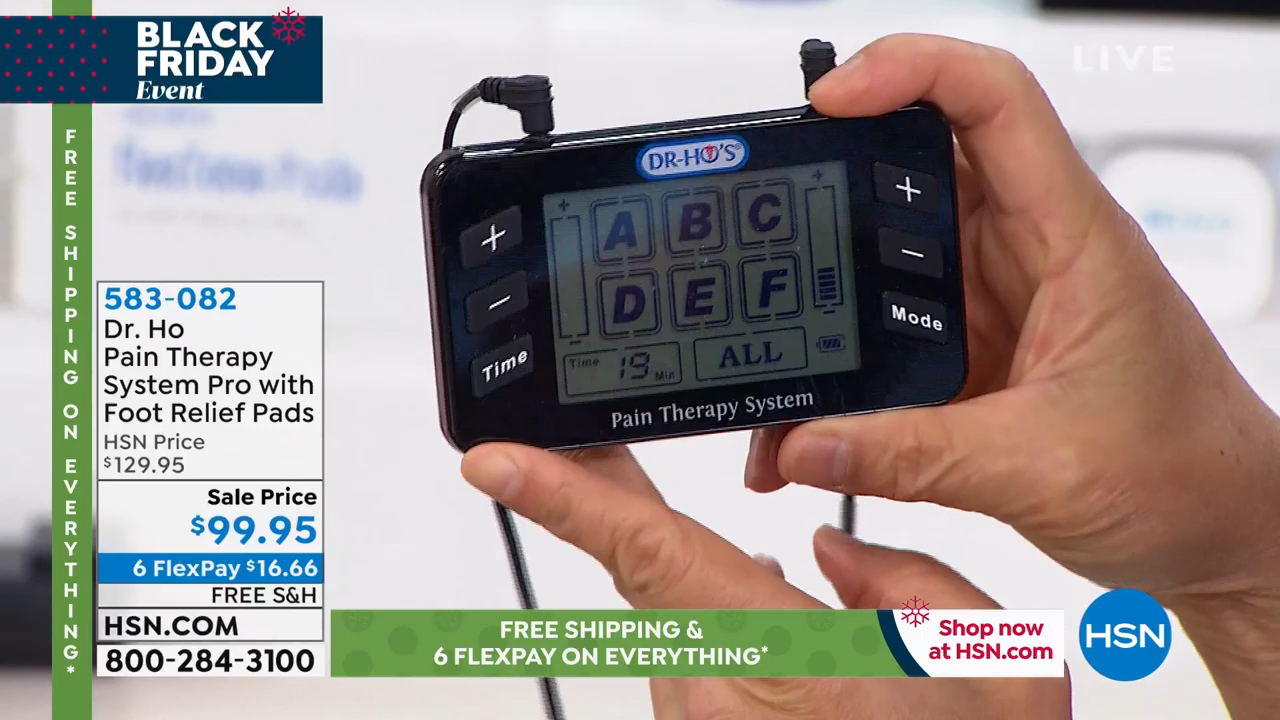 BLACK
FRIDAY
Event
LIVE
FREE SHIPPING ON EVERYTHING*
583-082
Dr. Ho
Pain Therapy
System Pro with
Foot Relief Pads
HSN Price
$129.95
Sale Price
$99.95
6 FlexPay $16.66
FREE S&H
HSN.COM
800-284-3100
DR-HO'S®
+
A B C
D E F
+
-
Time
+
-
Mode
+
-
Time 19 Min
ALL
Pain Therapy System
FREE SHIPPING &
6 FLEXPAY ON EVERYTHING*
Shop now
at HSN.com
HSN